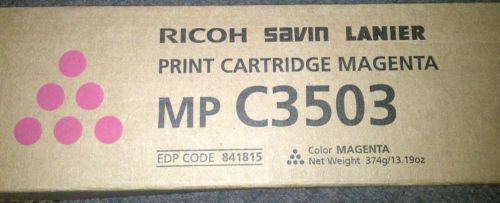 RICOH savin LANIER
PRINT CARTRIDGE MAGENTA
MP C3503
EDP CODE 841815
Color MAGENTA
Net Weight 374g/13.19oz